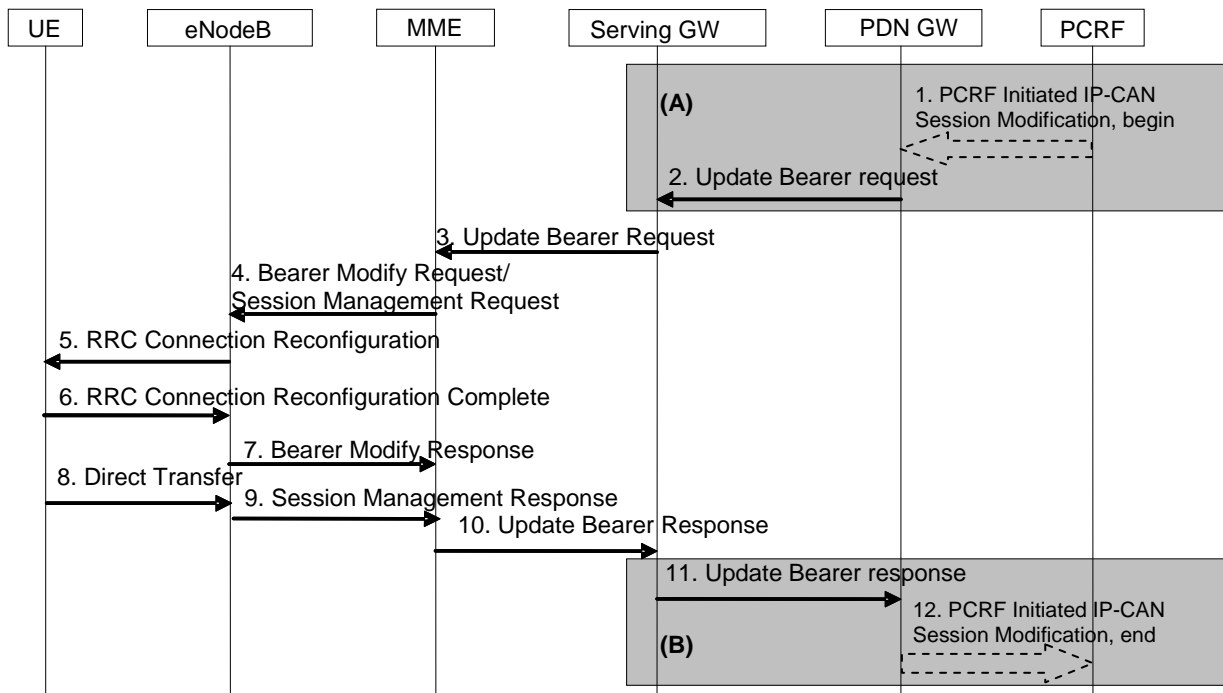 UE
eNodeB
MME
Serving GW
PDN GW
PCRF
(A)
1. PCRF Initiated IP-CAN
Session Modification, begin
2. Update Bearer request
3. Update Bearer Request
4. Bearer Modify Request/
Session Management Request
5. RRC Connection Reconfiguration
6. RRC Connection Reconfiguration Complete
7. Bearer Modify Response
8. Direct Transfer
9. Session Management Response
10. Update Bearer Response
11. Update Bearer response
12. PCRF Initiated IP-CAN
Session Modification, end
(B)